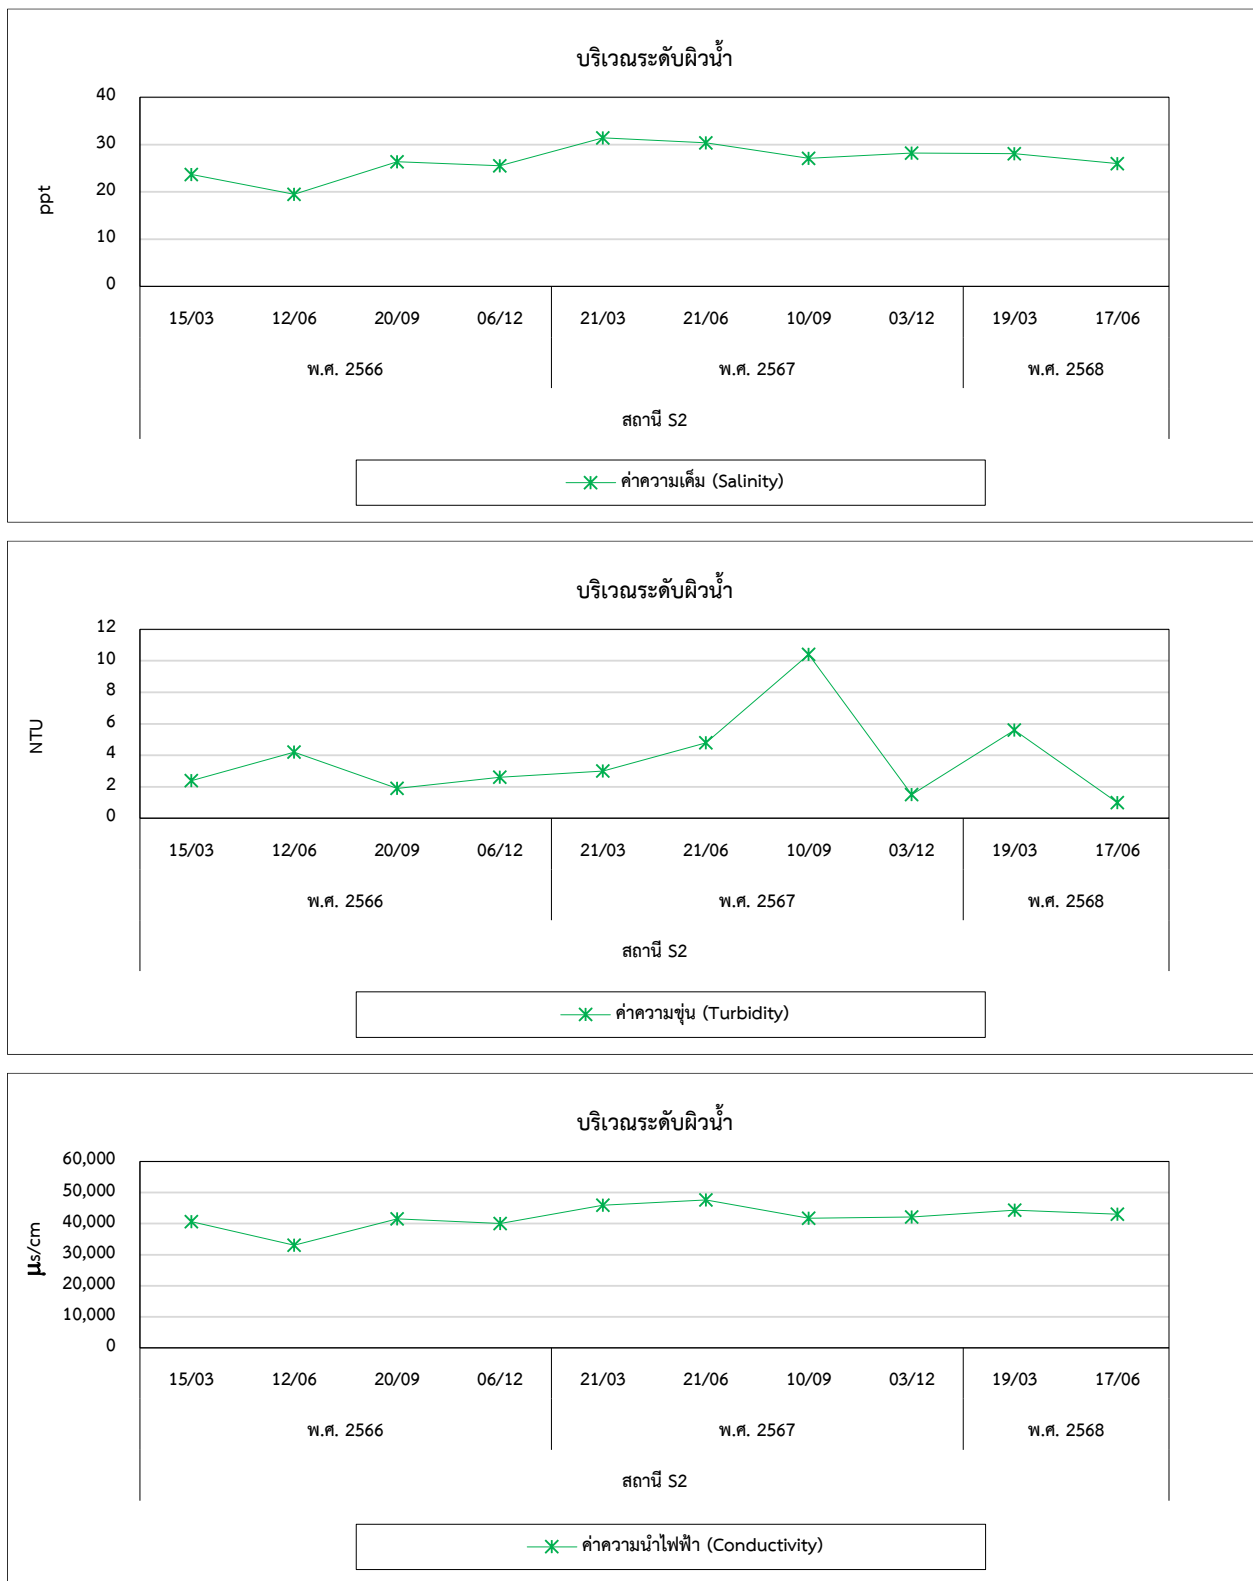 บริเวณระดับผิวน้ำ
40
30
20
10
0
ppt
15/03 12/06 20/09 06/12 21/03 21/06 10/09 03/12 19/03 17/06
พ.ศ. 2566 พ.ศ. 2567 พ.ศ. 2568
สถานี S2
ค่าความเค็ม (Salinity)
บริเวณระดับผิวน้ำ
12
10
8
6
4
2
0
NTU
15/03 12/06 20/09 06/12 21/03 21/06 10/09 03/12 19/03 17/06
พ.ศ. 2566 พ.ศ. 2567 พ.ศ. 2568
สถานี S2
ค่าความขุ่น (Turbidity)
บริเวณระดับผิวน้ำ
60,000
50,000
40,000
30,000
20,000
10,000
0
µs/cm
15/03 12/06 20/09 06/12 21/03 21/06 10/09 03/12 19/03 17/06
พ.ศ. 2566 พ.ศ. 2567 พ.ศ. 2568
สถานี S2
ค่าความนำไฟฟ้า (Conductivity)